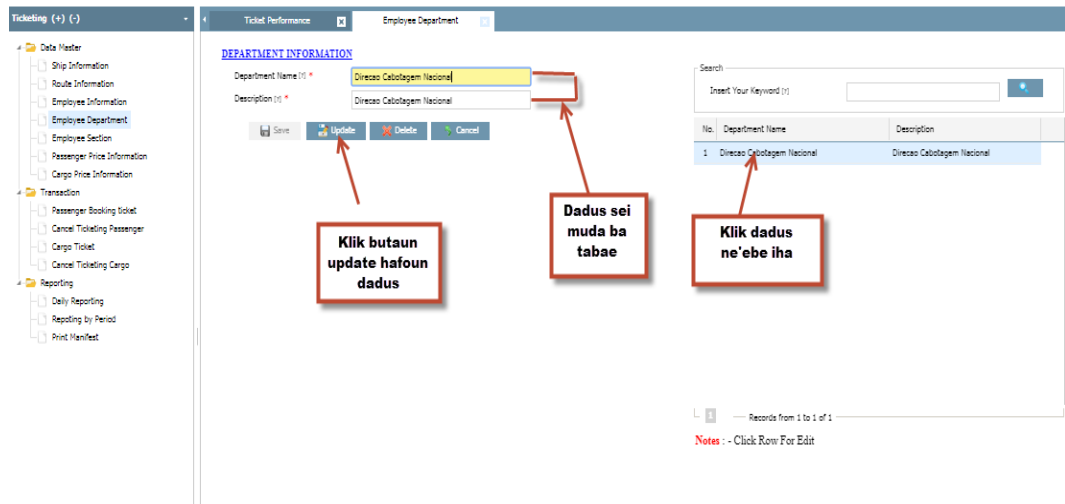 Ticketing (+) (-)
Data Master
Ship Information
Route Information
Employee Information
Employee Department
Employee Section
Passenger Price Information
Cargo Price Information
Transaction
Passenger Booking ticket
Cancel Ticketing Passenger
Cargo Ticket
Cancel Ticketing Cargo
Reporting
Daily Reporting
Repoting by Period
Print Manifest
Ticket Performance
Employee Department
DEPARTMENT INFORMATION
Department Name [?] *
Direcao Cabotagem Nacional
Description [?] *
Direcao Cabotagem Nacional
Save Update Delete Cancel
Klik butaun
update hafoun
dadus
Dadus sei
muda ba
tabae
Search
Insert Your Keyword [?]
No. Department Name Description
1 Direcao Cabotagem Nacional Direcao Cabotagem Nacional
Klik dadus
ne'ebe iha
1 Records from 1 to 1 of 1
Notes : - Click Row For Edit